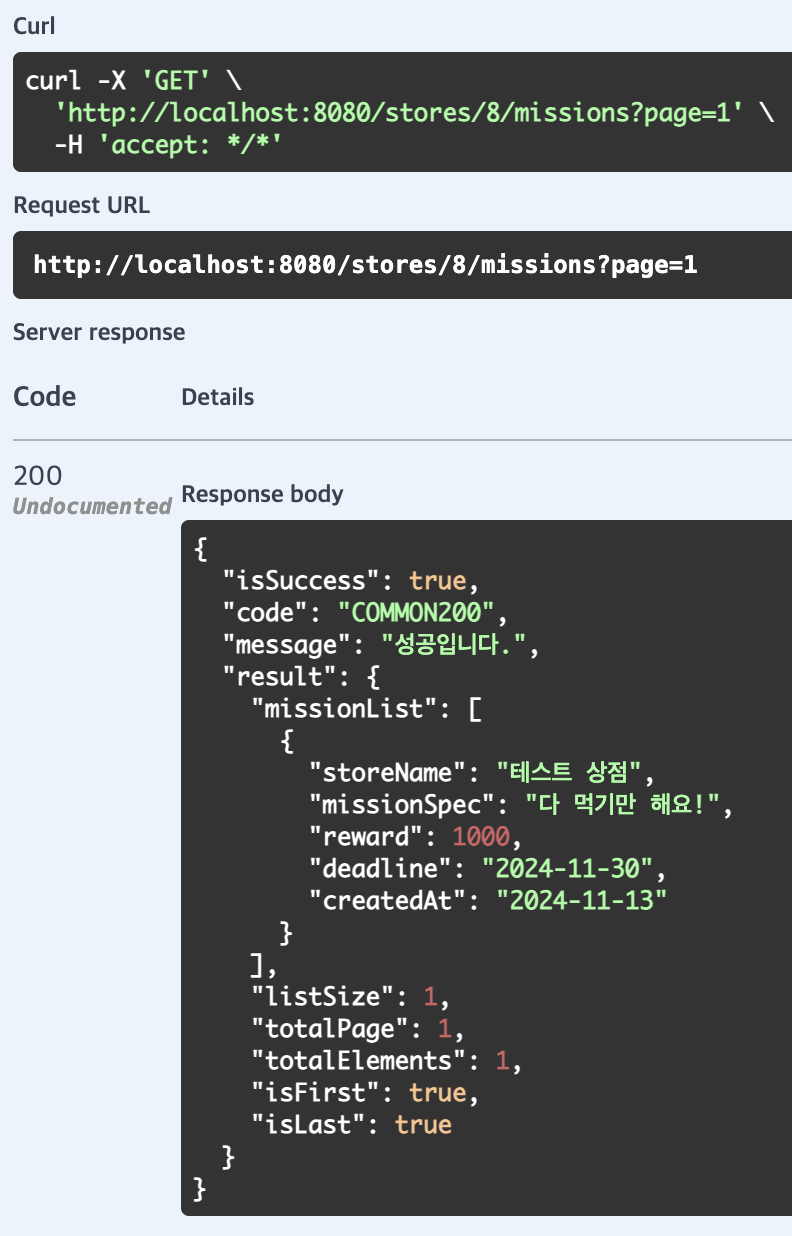 Curl
curl -X 'GET' \
  'http://localhost:8080/stores/8/missions?page=1' \
  -H 'accept: */*'
Request URL
http://localhost:8080/stores/8/missions?page=1
Server response
Code Details
200
Undocumented
Response body
{
  "isSuccess": true,
  "code": "COMMON200",
  "message": "성공입니다.",
  "result": {
    "missionList": [
      {
        "storeName": "테스트 상점",
        "missionSpec": "다 먹기만 해요!",
        "reward": 1000,
        "deadline": "2024-11-30",
        "createdAt": "2024-11-13"
      }
    ],
    "listSize": 1,
    "totalPage": 1,
    "totalElements": 1,
    "isFirst": true,
    "isLast": true
  }
}